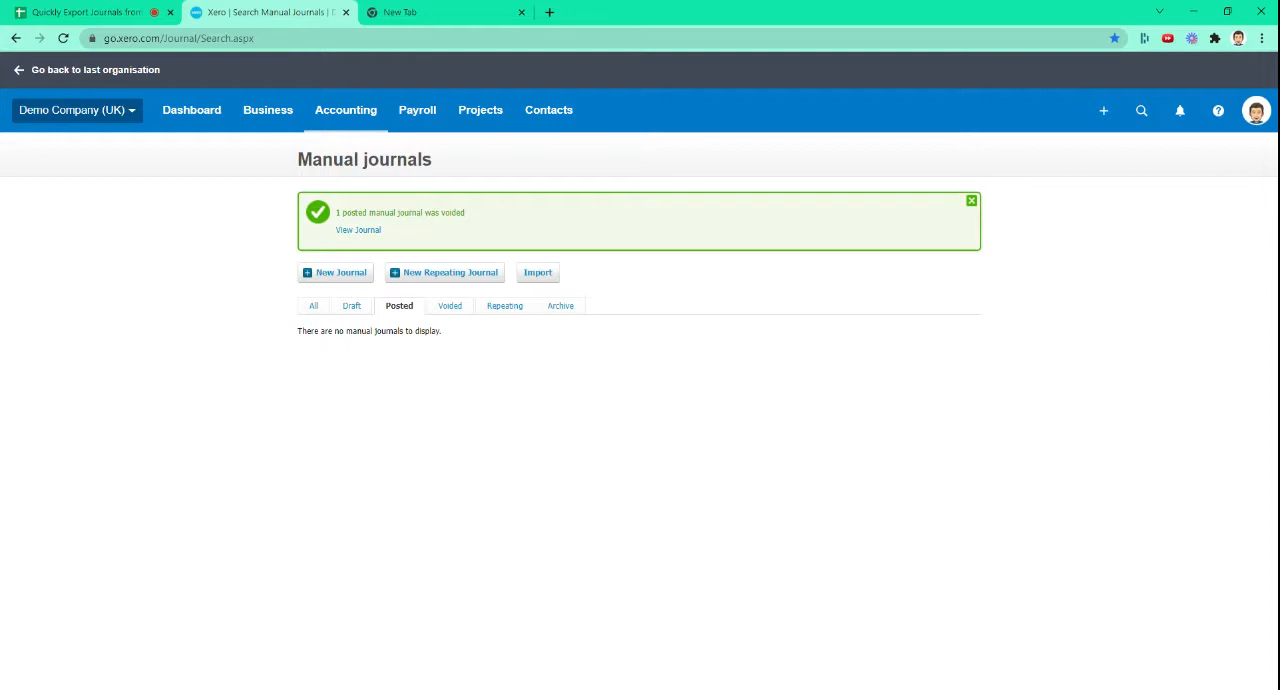 Quickly Export Journals from
Xero | Search Manual Journals | D
New Tab
go.xero.com/Journal/Search.aspx
Go back to last organisation
Demo Company (UK)
Dashboard
Business
Accounting
Payroll
Projects
Contacts
Manual journals
1 posted manual journal was voided
View Journal
New Journal
New Repeating Journal
Import
All
Draft
Posted
Voided
Repeating
Archive
There are no manual journals to display.